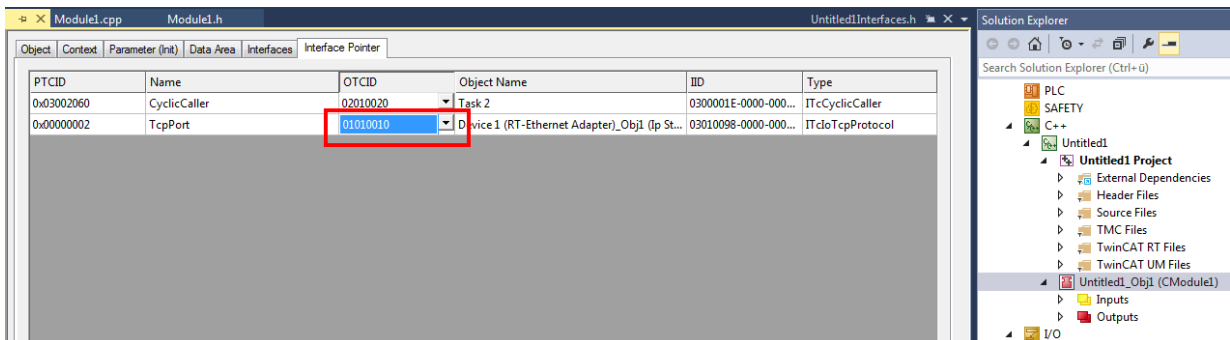 Module1.cpp Module1.h Untitled1Interfaces.h
Object Context Parameter (Init) Data Area Interfaces Interface Pointer
PTCID Name OTCID Object Name IID Type
0x03002060 CyclicCaller 02010020 Task 2 0300001E-0000-000... ITcCyclicCaller
0x00000002 TcpPort 01010010 Device 1 (RT-Ethernet Adapter)_Obj1 (Ip St... 03010098-0000-000... ITcIoTcpProtocol
Solution Explorer
Search Solution Explorer (Ctrl+ü)
PLC
SAFETY
C++
Untitled1
Untitled1 Project
External Dependencies
Header Files
Source Files
TMC Files
TwinCAT RT Files
TwinCAT UM Files
Untitled1_Obj1 (CModule1)
Inputs
Outputs
I/O